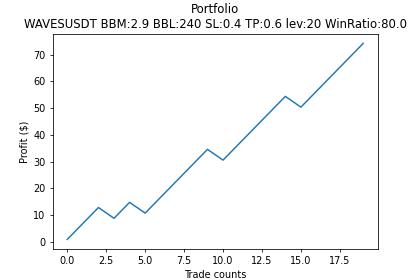 Portfolio
WAVESUSDT BBM:2.9 BBL:240 SL:0.4 TP:0.6 lev:20 WinRatio:80.0
70
60
50
40
30
20
10
0
Profit ($)
0.0 2.5 5.0 7.5 10.0 12.5 15.0 17.5
Trade counts